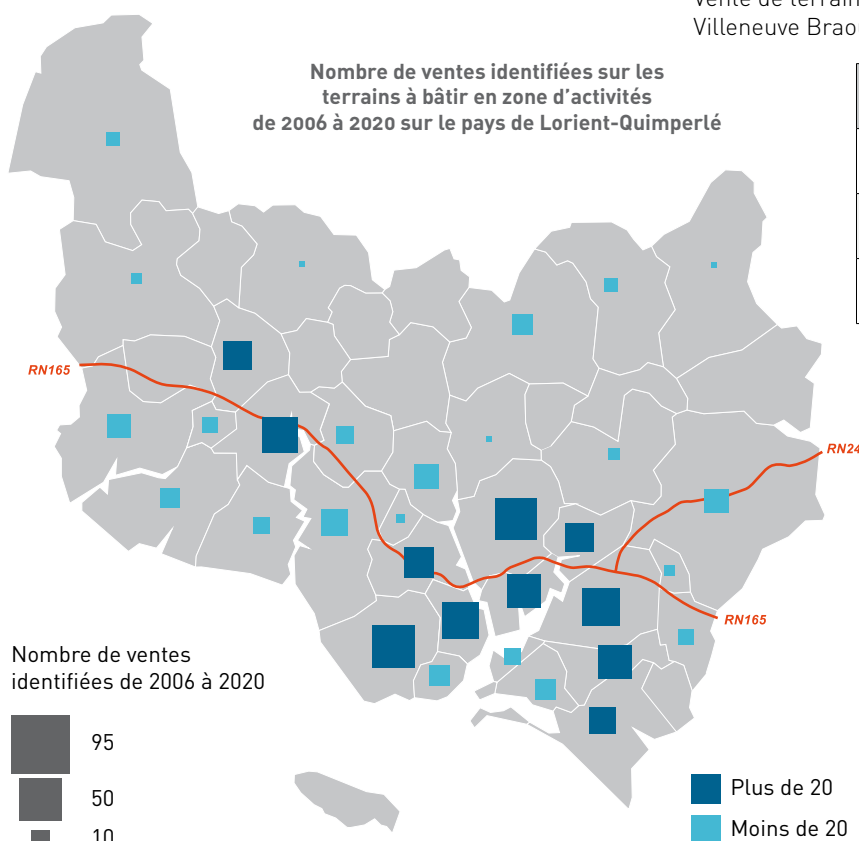 Vente de terrain
Villeneuve
Nombre de ventes identifiées sur les
terrains à bâtir en zone d'activités
de 2006 à 2020 sur le pays de Lorient-Quimperlé
RN165
RN24
RN165
Nombre de ventes
identifiées de 2006 à 2020
95
50
10
Plus de 20
Moins de 20